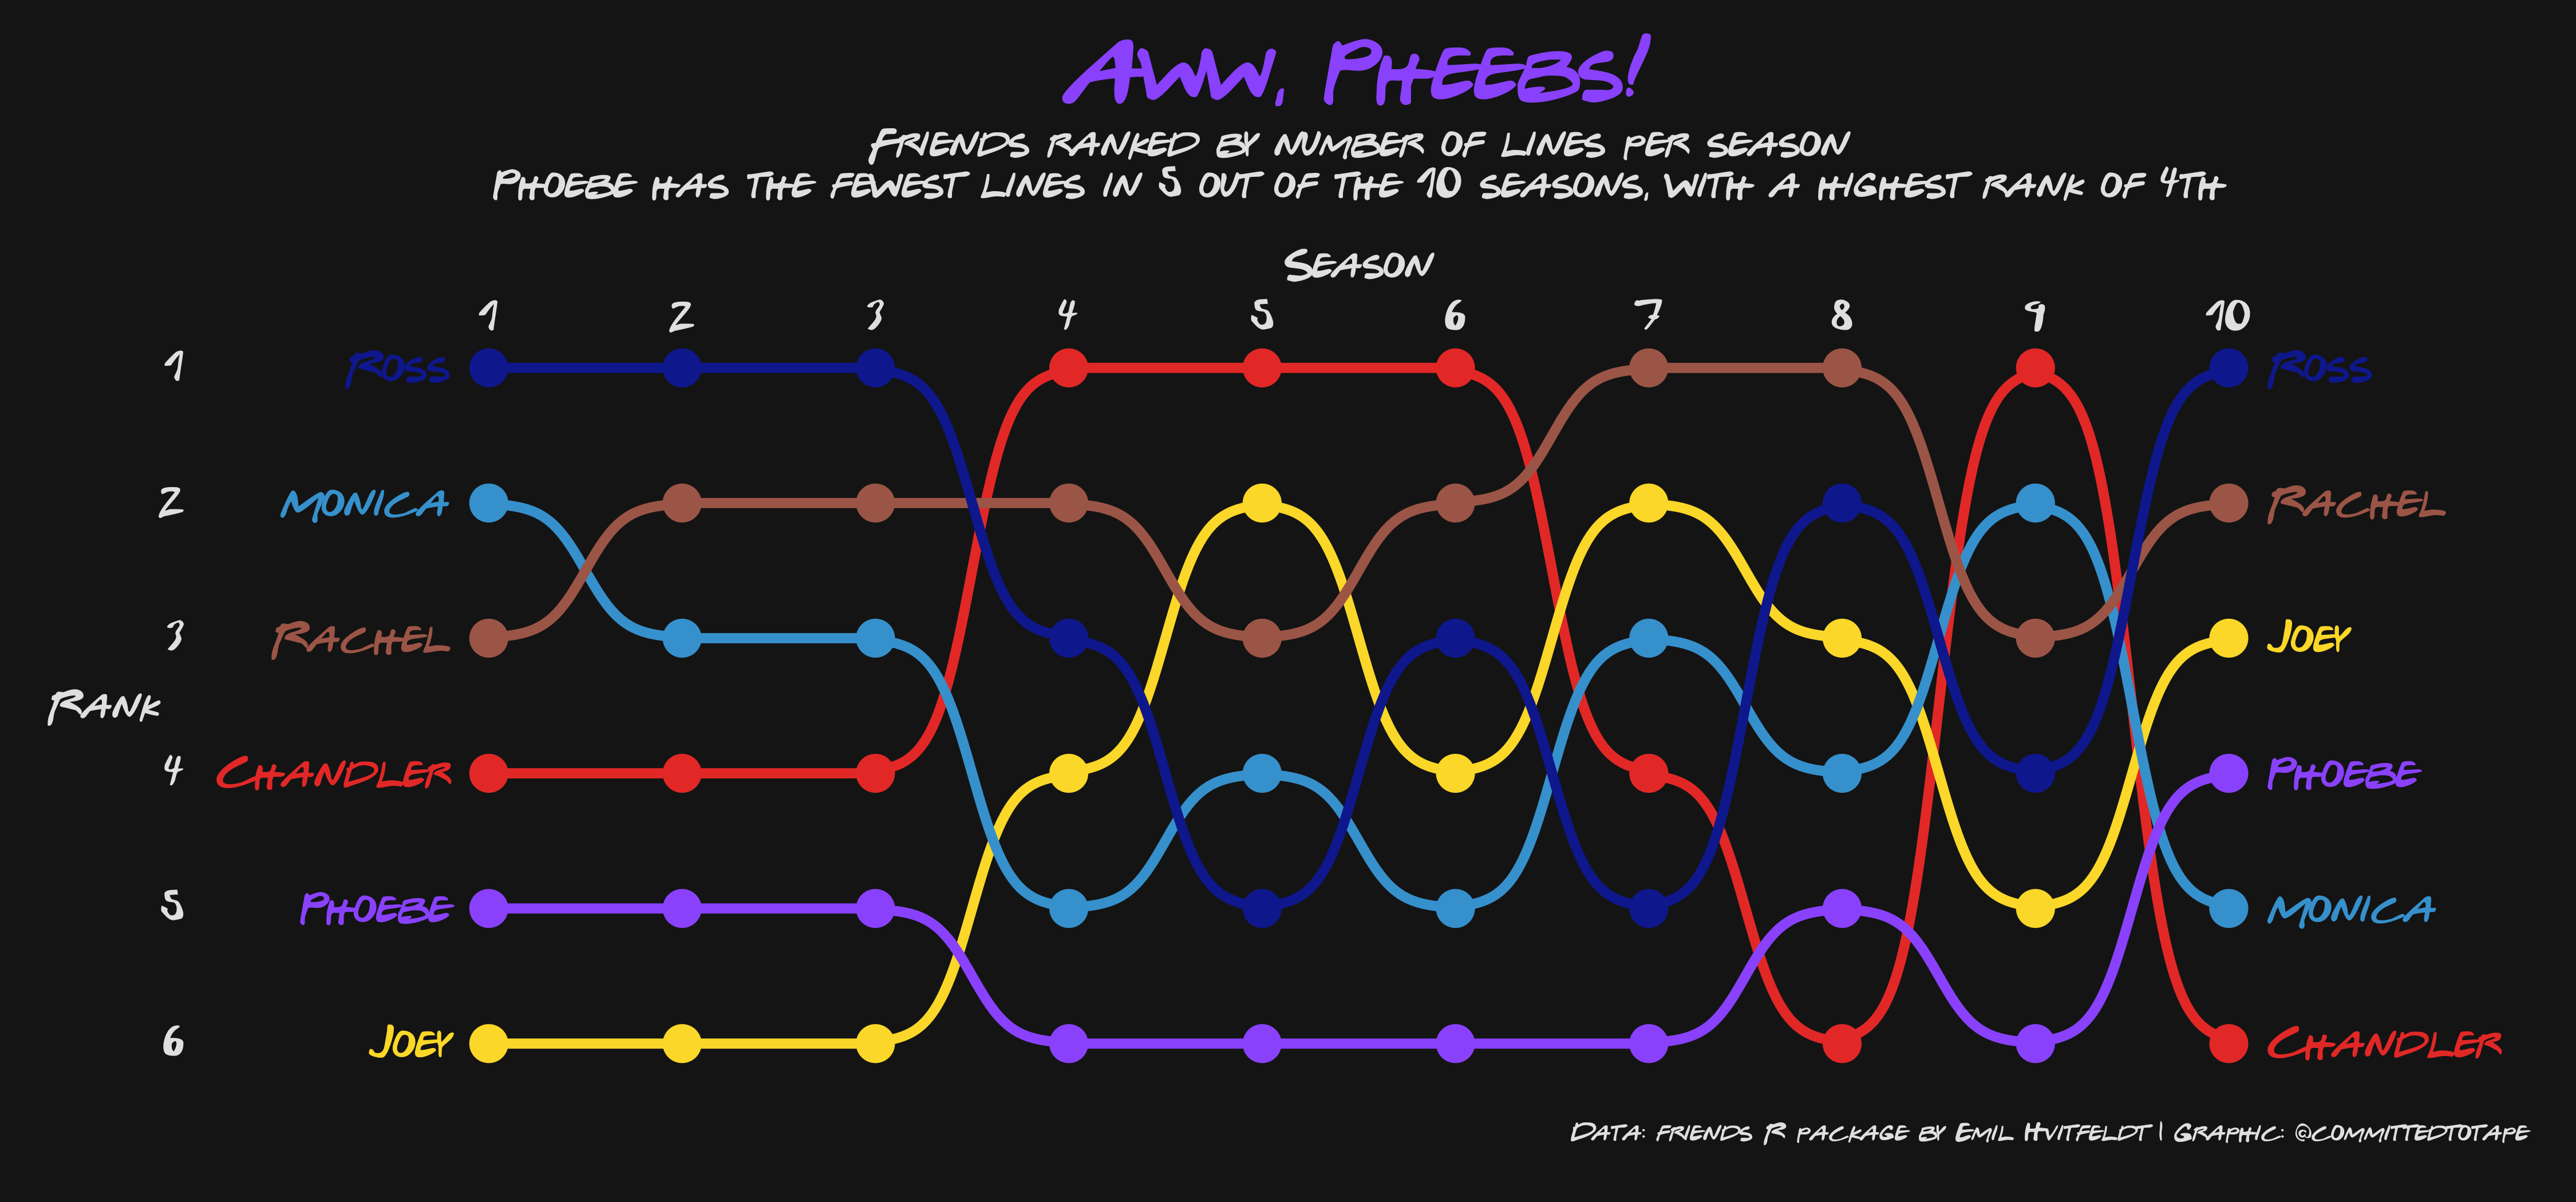 Aww, Pheebs!
Friends ranked by number of lines per season
Phoebe has the fewest lines in 5 out of the 10 seasons, with a highest rank of 4th
Season
1 2 3 4 5 6 7 8 9 10
1 Ross Ross
2 Monica Rachel
3 Rachel Joey
Rank
4 Chandler Phoebe
5 Phoebe Monica
6 Joey Chandler
Data: friends R package by Emil Hvitfeldt | Graphic: @committedtotape